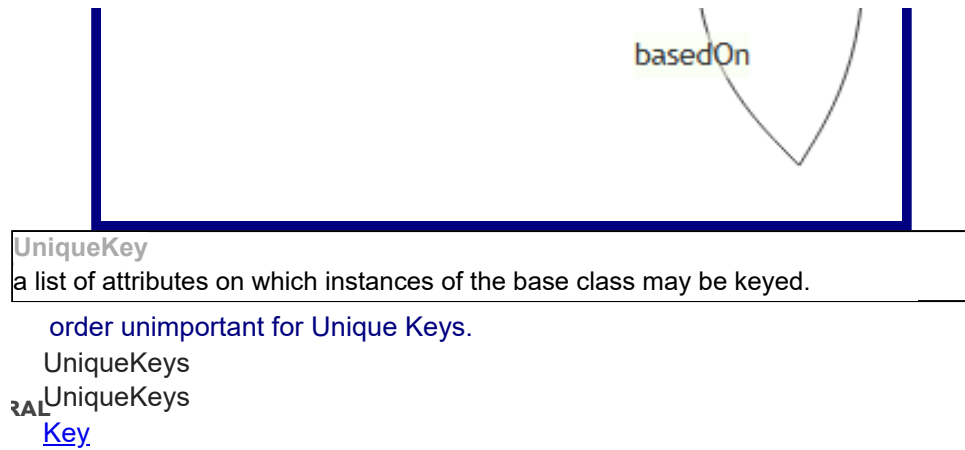 basedOn
UniqueKey
a list of attributes on which instances of the base class may be keyed.
order unimportant for Unique Keys.
UniqueKeys
RAL UniqueKeys
Key